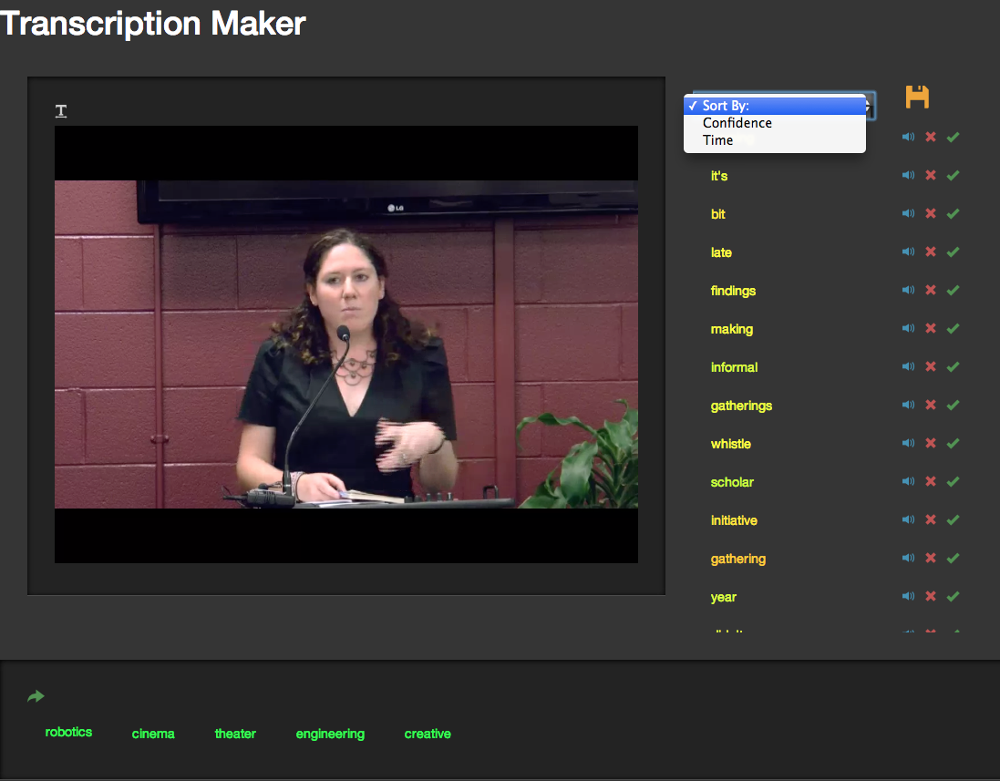 Transcription Maker
T
LG
✓ Sort By:
Confidence
Time
it's
bit
late
findings
making
informal
gatherings
whistle
scholar
initiative
gathering
year
robotics cinema theater engineering creative